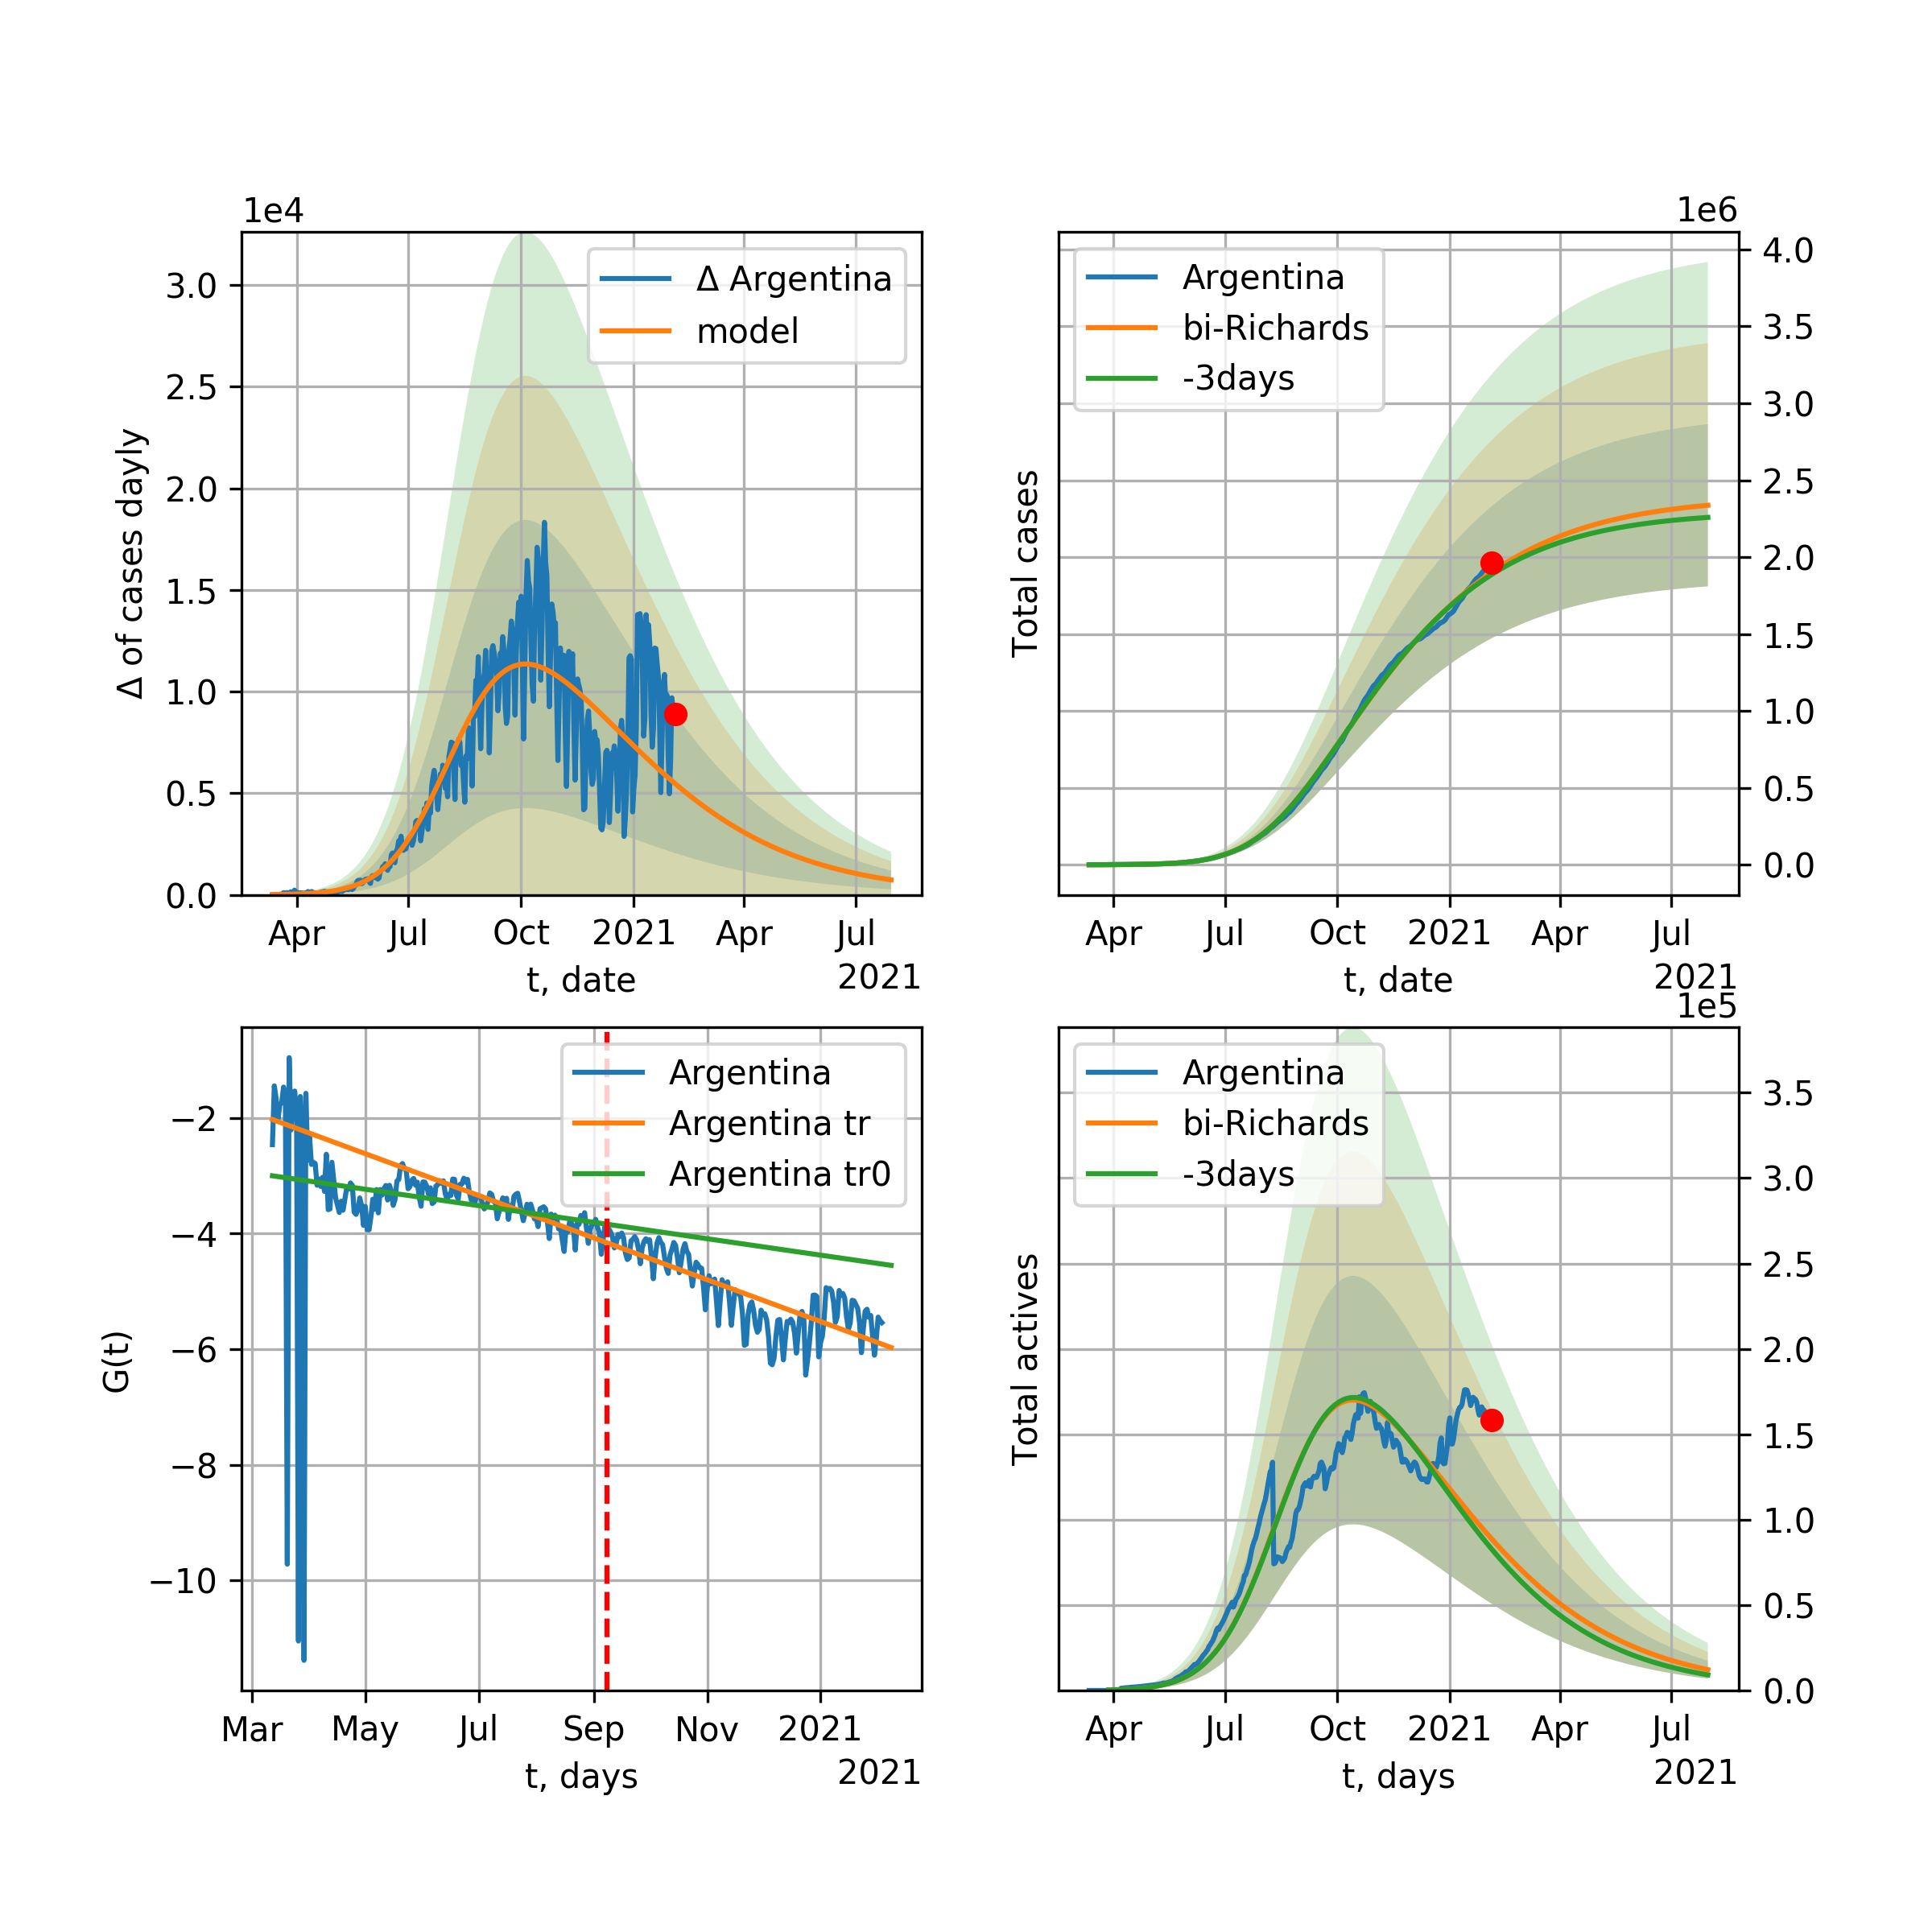 1e4
Δ of cases dayly
3.0
2.5
2.0
1.5
1.0
0.5
0.0
Δ Argentina
model
Apr Jul Oct 2021 Apr Jul
t, date
2021
1e6
Total cases
Argentina
bi-Richards
-3days
4.0
3.5
3.0
2.5
2.0
1.5
1.0
0.5
0.0
Apr Jul Oct 2021 Apr Jul
t, date
2021
G(t)
−2
−4
−6
−8
−10
Argentina
Argentina tr
Argentina tr0
Mar May Jul Sep Nov 2021
t, days
2021
1e5
Total actives
Argentina
bi-Richards
-3days
3.5
3.0
2.5
2.0
1.5
1.0
0.5
0.0
Apr Jul Oct 2021 Apr Jul
t, days
2021